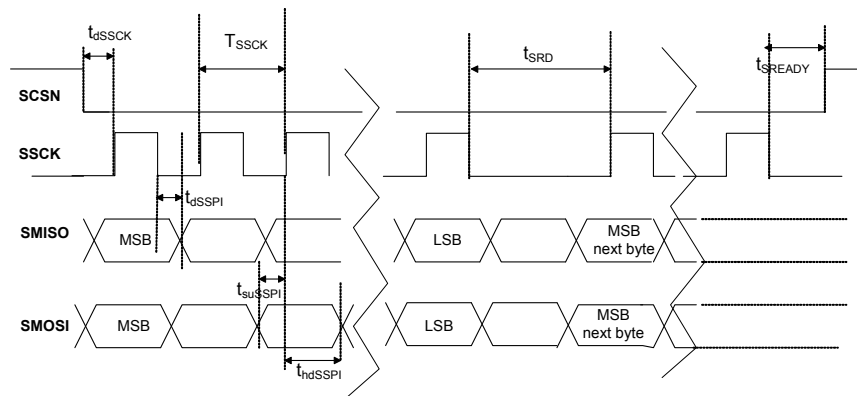 tdSSCK
TSSCK
tSRD
tSREADY
SCSN
SSCK
tdSSPI
SMISO
MSB
LSB
MSB
next byte
tsuSSPI
SMOSI
MSB
LSB
MSB
next byte
thdSSPI